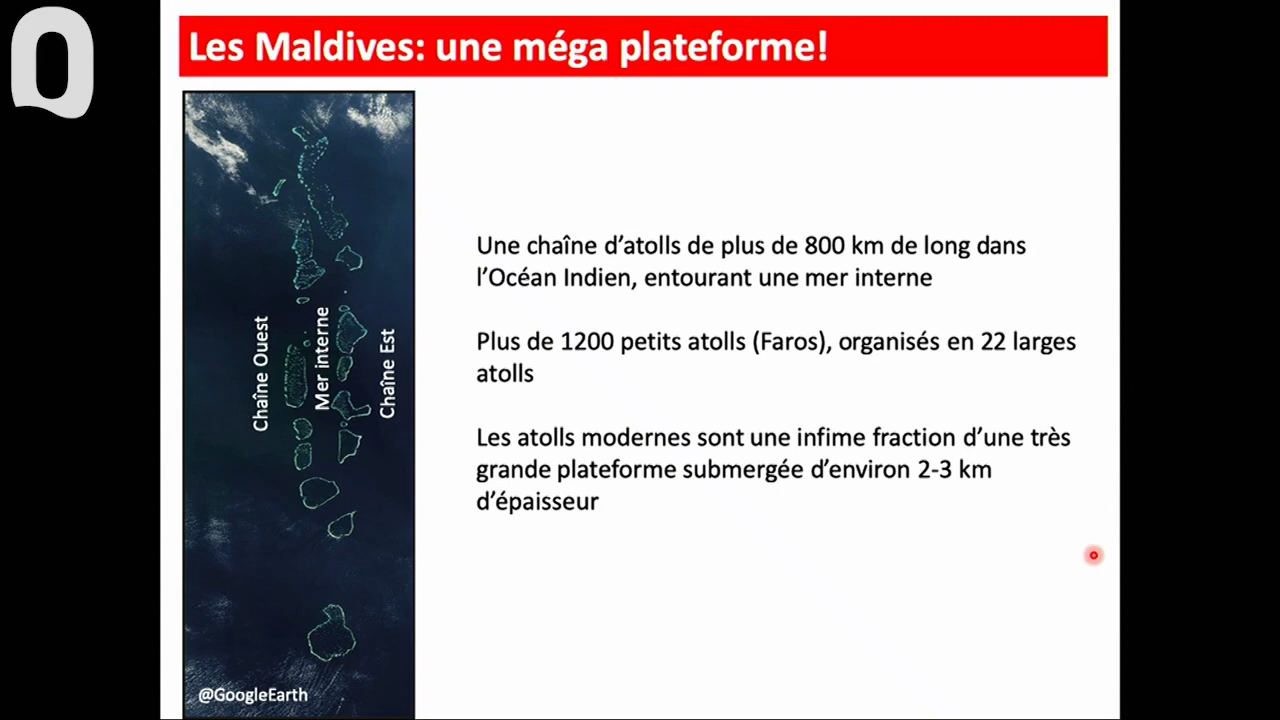 Q
Les Maldives: une méga plateforme!
Chaîne Ouest
Mer interne
Chaîne Est
@GoogleEarth
Une chaîne d’atolls de plus de 800 km de long dans
l’Océan Indien, entourant une mer interne
Plus de 1200 petits atolls (Faros), organisés en 22 larges
atolls
Les atolls modernes sont une infime fraction d’une très
grande plateforme submergée d’environ 2-3 km
d’épaisseur